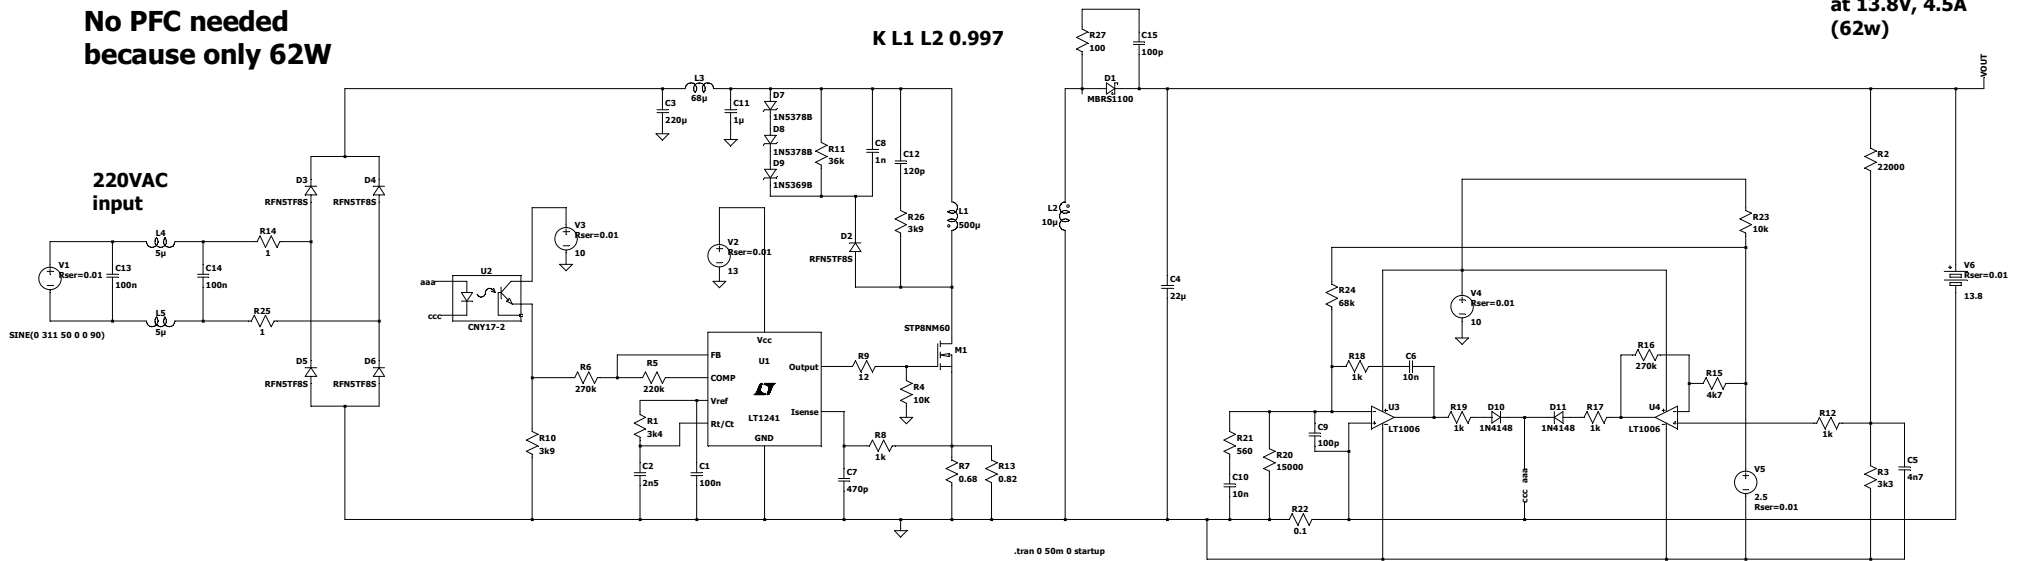 No PFC needed
because only 62W
K L1 L2 0.997
at 13.8V, 4.5A
(62w)
VOUT
220VAC
input
V1
Rser=0.01
SINE(0 311 50 0 0 90)
C13
100n
L4
5µ
L5
5µ
C14
100n
R14
1
R25
1
D3
RFN5TF8S
D4
RFN5TF8S
D5
RFN5TF8S
D6
RFN5TF8S
C3
220µ
L3
68µ
C11
1µ
D7
1N5378B
D8
1N5378B
D9
1N5369B
R11
36k
C8
1n
C12
120p
R26
3k9
L1
500µ
D2
RFN5TF8S
U2
aaa
ccc
CNY17-2
V3
Rser=0.01
10
V2
Rser=0.01
13
R6
270k
R5
220k
R10
3k9
R1
3k4
C2
2n5
C1
100n
Vcc
FB
U1
COMP
Output
Vref
Isense
LT1241
Rt/Ct
GND
R9
12
STP8NM60
M1
R4
10K
R8
1k
C7
470p
R7
0.68
R13
0.82
R27
100
C15
100p
D1
MBRS1100
L2
10µ
C4
22µ
.tran 0 50m 0 startup
R2
22000
R23
10k
V6
Rser=0.01
13.8
R24
68k
V4
Rser=0.01
10
R18
1k
C6
10n
R16
270k
R15
4k7
U3
LT1006
R19
1k
D10
1N4148
D11
1N4148
R17
1k
U4
LT1006
R12
1k
C9
100p
R21
560
R20
15000
C10
10n
R22
0.1
ccc aaa
V5
2.5
Rser=0.01
R3
3k3
C5
4n7